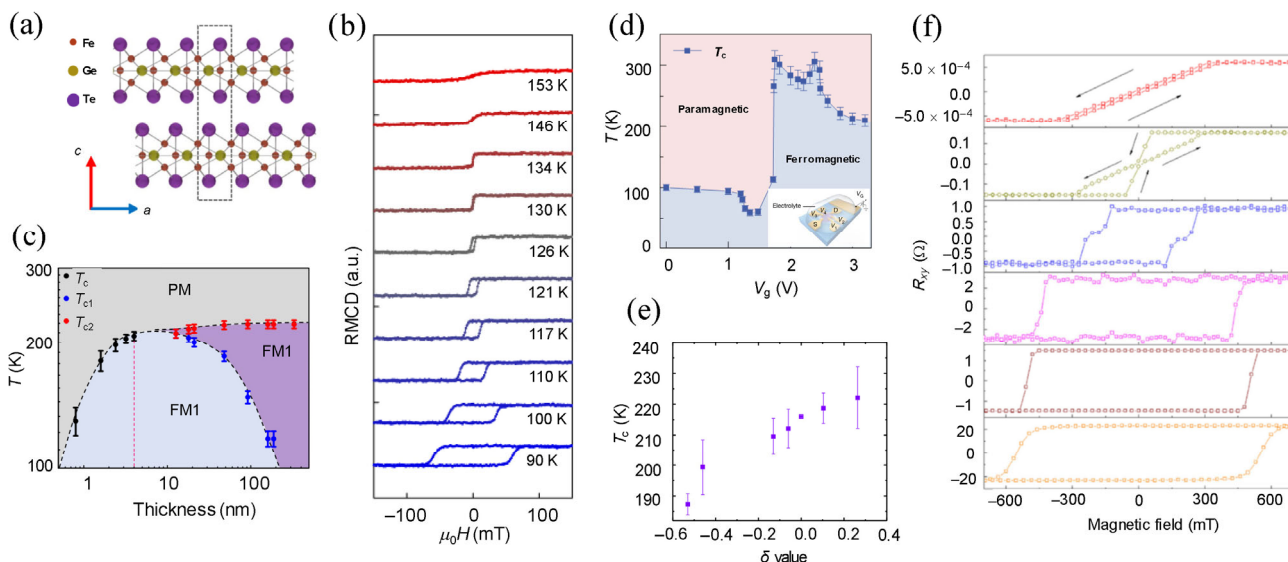 (a)
Fe
Ge
Te
c
a
(b)
RMCD (a.u.)
153 K
146 K
134 K
130 K
126 K
121 K
117 K
110 K
100 K
90 K
−100
0
100
μ₀H (mT)
(c)
T (K)
300
200
100
Tc
Tc1
Tc2
PM
FM1
FM1
1
10
100
Thickness (nm)
(d)
T (K)
400
300
200
100
0
Tc
Paramagnetic
Ferromagnetic
Electrolyte
0
1
2
3
Vg (V)
(e)
Tc (K)
240
230
220
210
200
190
−0.6
−0.4
−0.2
0.0
0.2
0.4
δ value
(f)
Rxy (Ω)
5.0 × 10⁻⁴
0.0
−5.0 × 10⁻⁴
0.1
0.0
−0.1
1.0
0.5
0.0
−0.5
−1.0
2
0
−2
1
0
−1
20
0
−20
−600
−300
0
300
600
Magnetic field (mT)